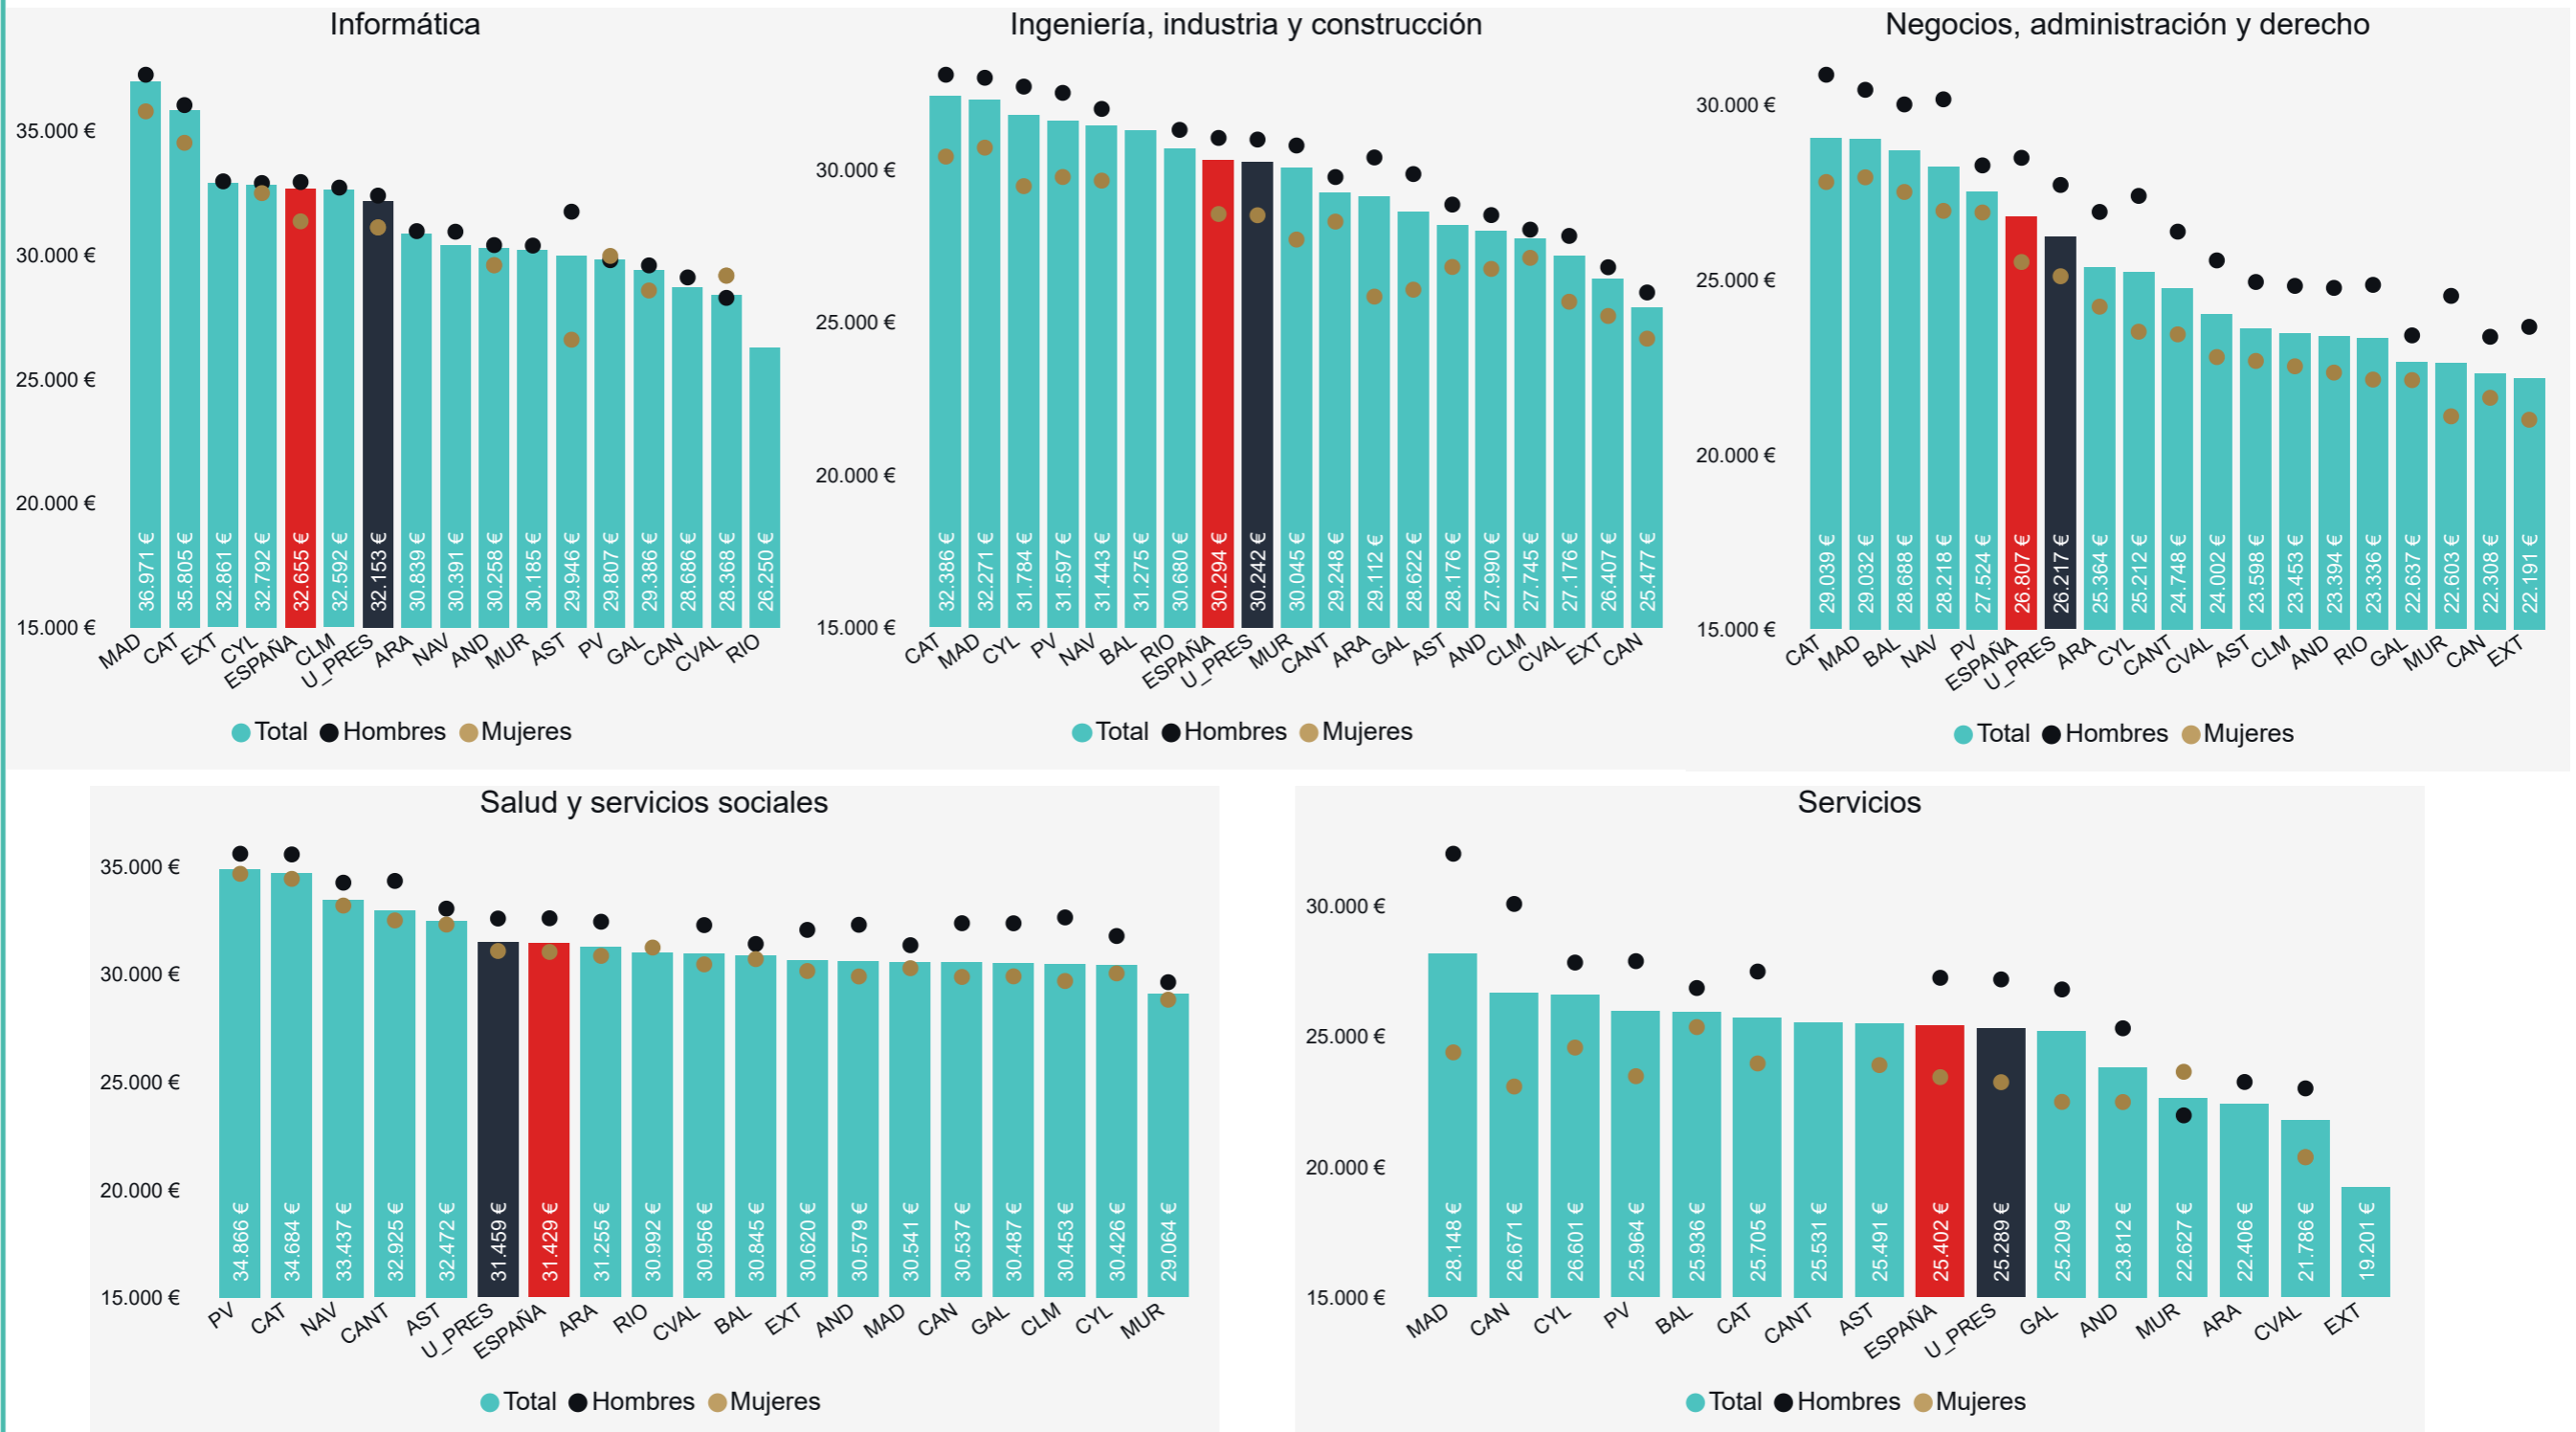 Informática
35.000 €
30.000 €
25.000 €
20.000 €
15.000 €
36.971 € 35.805 € 32.861 € 32.792 € 32.655 € 32.592 € 32.153 € 30.839 € 30.391 € 30.258 € 30.185 € 29.946 € 29.807 € 29.386 € 28.686 € 28.368 € 26.250 €
MAD CAT EXT CYL ESPAÑA CLM U_PRES ARA NAV AND MUR AST PV GAL CAN CVAL RIO
Total Hombres Mujeres
Ingeniería, industria y construcción
30.000 €
25.000 €
20.000 €
15.000 €
32.386 € 32.271 € 31.784 € 31.597 € 31.443 € 31.275 € 30.680 € 30.294 € 30.242 € 30.045 € 29.248 € 29.112 € 28.622 € 28.176 € 27.990 € 27.745 € 27.176 € 26.407 € 25.477 €
CAT MAD CYL PV NAV BAL RIO ESPAÑA U_PRES MUR CANT ARA GAL AST AND CLM CVAL EXT CAN
Total Hombres Mujeres
Negocios, administración y derecho
30.000 €
25.000 €
20.000 €
15.000 €
29.039 € 29.032 € 28.688 € 28.218 € 27.524 € 26.807 € 26.217 € 25.364 € 25.212 € 24.748 € 24.002 € 23.598 € 23.453 € 23.394 € 23.336 € 22.637 € 22.603 € 22.308 € 22.191 €
CAT MAD BAL NAV PV ESPAÑA U_PRES ARA CYL CANT CVAL AST CLM AND RIO GAL MUR CAN EXT
Total Hombres Mujeres
Salud y servicios sociales
35.000 €
30.000 €
25.000 €
20.000 €
15.000 €
34.866 € 34.684 € 33.437 € 32.925 € 32.472 € 31.459 € 31.429 € 31.255 € 30.992 € 30.956 € 30.845 € 30.620 € 30.579 € 30.541 € 30.537 € 30.487 € 30.453 € 30.426 € 29.064 €
PV CAT NAV CANT AST U_PRES ESPAÑA ARA RIO CVAL BAL EXT AND MAD CAN GAL CLM CYL MUR
Total Hombres Mujeres
Servicios
30.000 €
25.000 €
20.000 €
15.000 €
28.148 € 26.671 € 26.601 € 25.964 € 25.936 € 25.705 € 25.531 € 25.491 € 25.402 € 25.289 € 25.209 € 23.812 € 22.627 € 22.406 € 21.786 € 19.201 €
MAD CAN CYL PV BAL CAT CANT AST ESPAÑA U_PRES GAL AND MUR ARA CVAL EXT
Total Hombres Mujeres